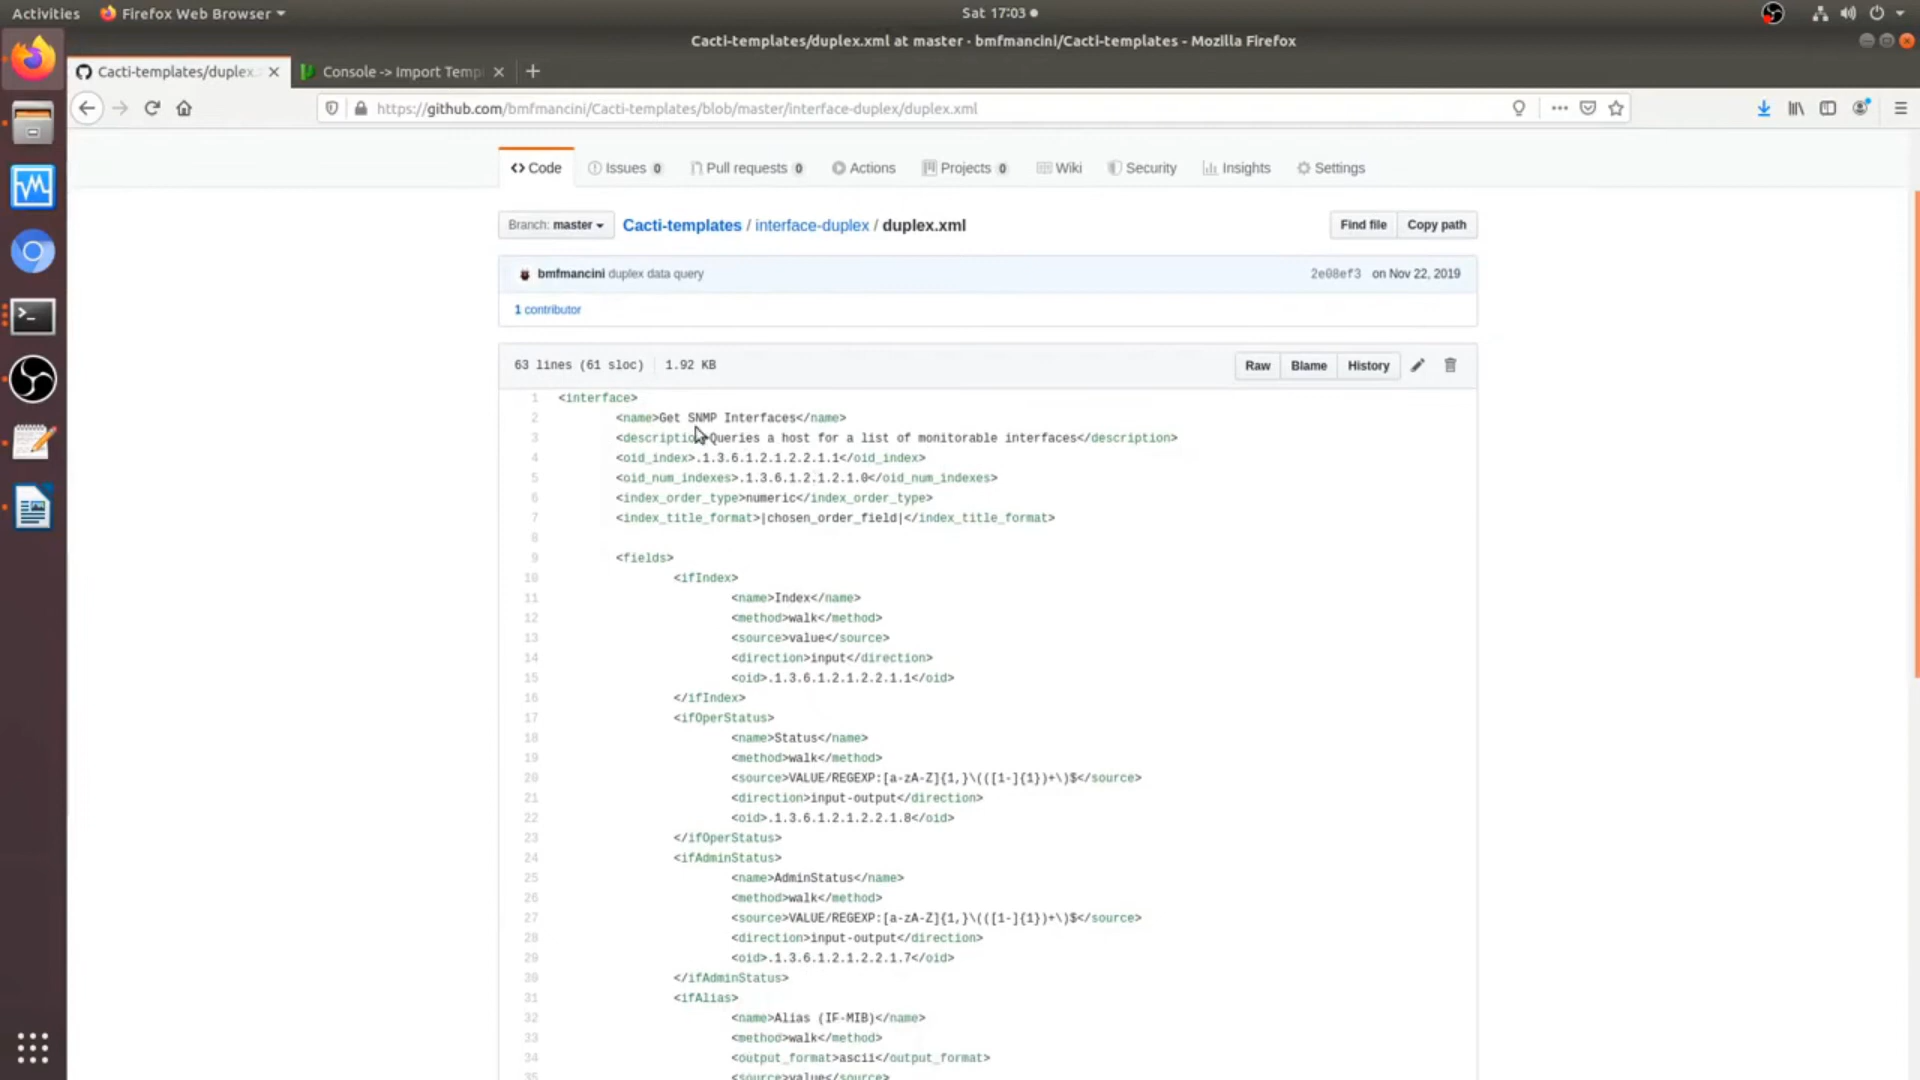 Activities Firefox Web Browser Sat 17:03
Cacti-templates/duplex.xml at master · bmfmancini/Cacti-templates - Mozilla Firefox
Cacti-templates/duplex. Console -> Import Temp
https://github.com/bmfmancini/Cacti-templates/blob/master/interface-duplex/duplex.xml
Code Issues 0 Pull requests 0 Actions Projects 0 Wiki Security Insights Settings
Branch: master Cacti-templates / interface-duplex / duplex.xml Find file Copy path
bmfmancini duplex data query 2e08ef3 on Nov 22, 2019
1 contributor
63 lines (61 sloc) 1.92 KB Raw Blame History
1 <interface>
2 <name>Get SNMP Interfaces</name>
3 <description>Queries a host for a list of monitorable interfaces</description>
4 <oid_index>.1.3.6.1.2.1.2.2.1.1</oid_index>
5 <oid_num_indexes>.1.3.6.1.2.1.2.1.0</oid_num_indexes>
6 <index_order_type>numeric</index_order_type>
7 <index_title_format>|chosen_order_field|</index_title_format>
8
9 <fields>
10 <ifIndex>
11 <name>Index</name>
12 <method>walk</method>
13 <source>value</source>
14 <direction>input</direction>
15 <oid>.1.3.6.1.2.1.2.2.1.1</oid>
16 </ifIndex>
17 <ifOperStatus>
18 <name>Status</name>
19 <method>walk</method>
20 <source>VALUE/REGEXP:[a-zA-Z]{1,}\(([1-]{1})+\)$</source>
21 <direction>input-output</direction>
22 <oid>.1.3.6.1.2.1.2.2.1.8</oid>
23 </ifOperStatus>
24 <ifAdminStatus>
25 <name>AdminStatus</name>
26 <method>walk</method>
27 <source>VALUE/REGEXP:[a-zA-Z]{1,}\(([1-]{1})+\)$</source>
28 <direction>input-output</direction>
29 <oid>.1.3.6.1.2.1.2.2.1.7</oid>
30 </ifAdminStatus>
31 <ifAlias>
32 <name>Alias (IF-MIB)</name>
33 <method>walk</method>
34 <output_format>ascii</output_format>
35 <source>value</source>